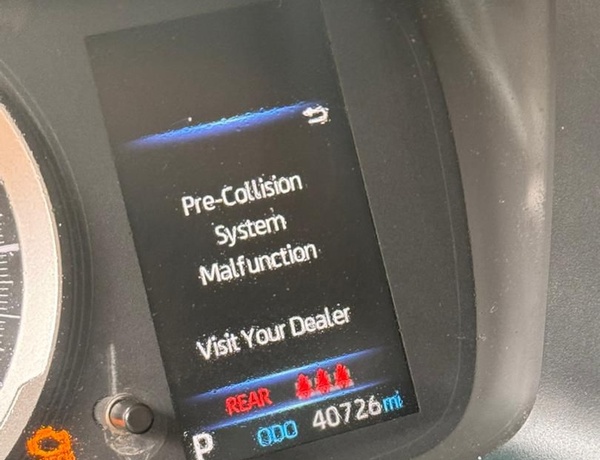 Pre-Collision
System
Malfunction
Visit Your Dealer
REAR
P ODO 40726 mi